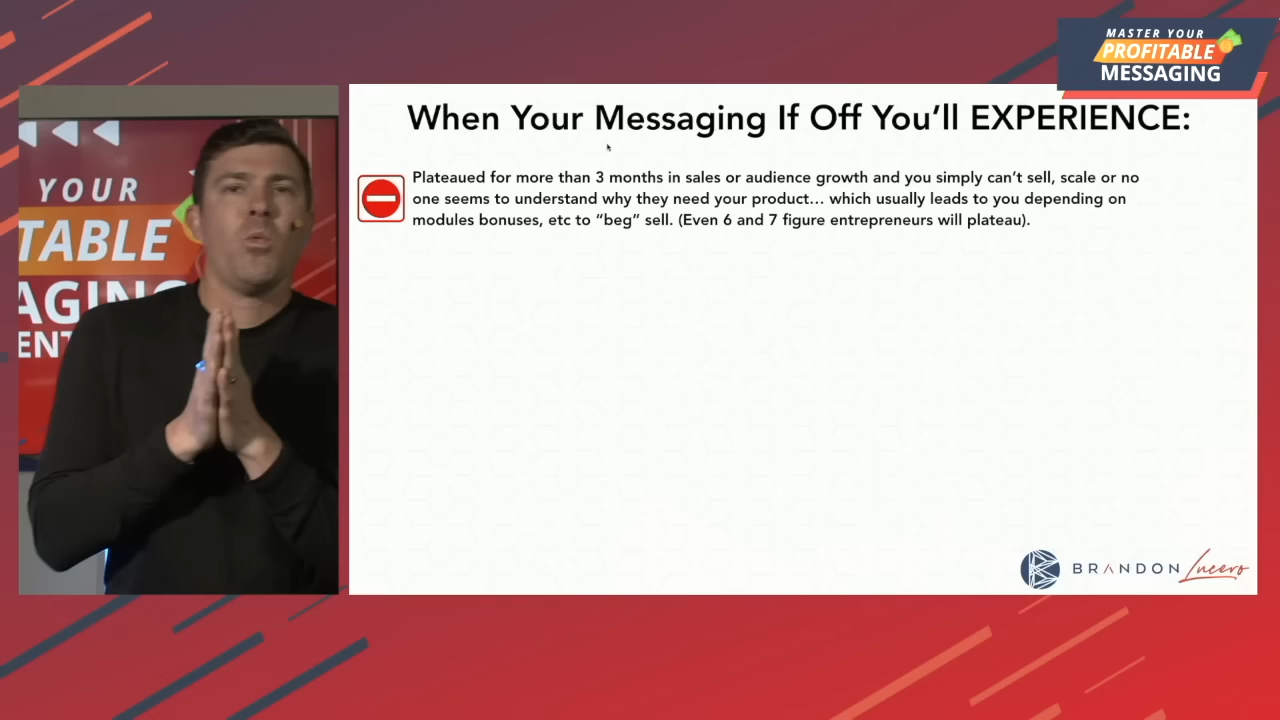 MASTER YOUR
PROFITABLE
MESSAGING
YOUR
TABLE
AGING
ENT
When Your Messaging If Off You'll EXPERIENCE:
Plateaued for more than 3 months in sales or audience growth and you simply can't sell, scale or no
one seems to understand why they need your product... which usually leads to you depending on
modules bonuses, etc to “beg” sell. (Even 6 and 7 figure entrepreneurs will plateau).
BRANDON Lucero